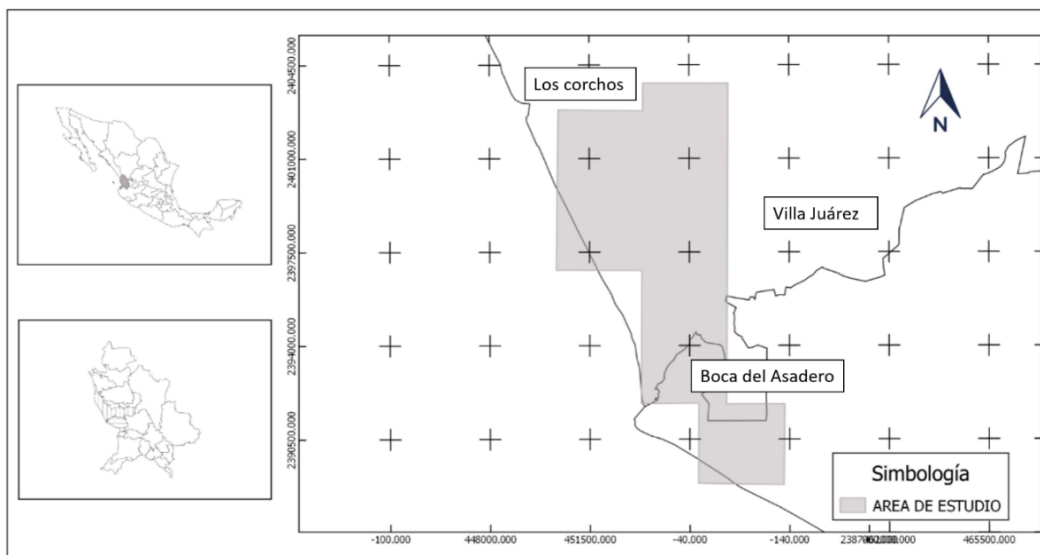 Los corchos
N
Villa Juárez
Boca del Asadero
Simbología
AREA DE ESTUDIO
2404500.000
2401000.000
2397500.000
2394000.000
2390500.000
-100.000
448000.000
451500.000
-40.000
-140.000
465500.000